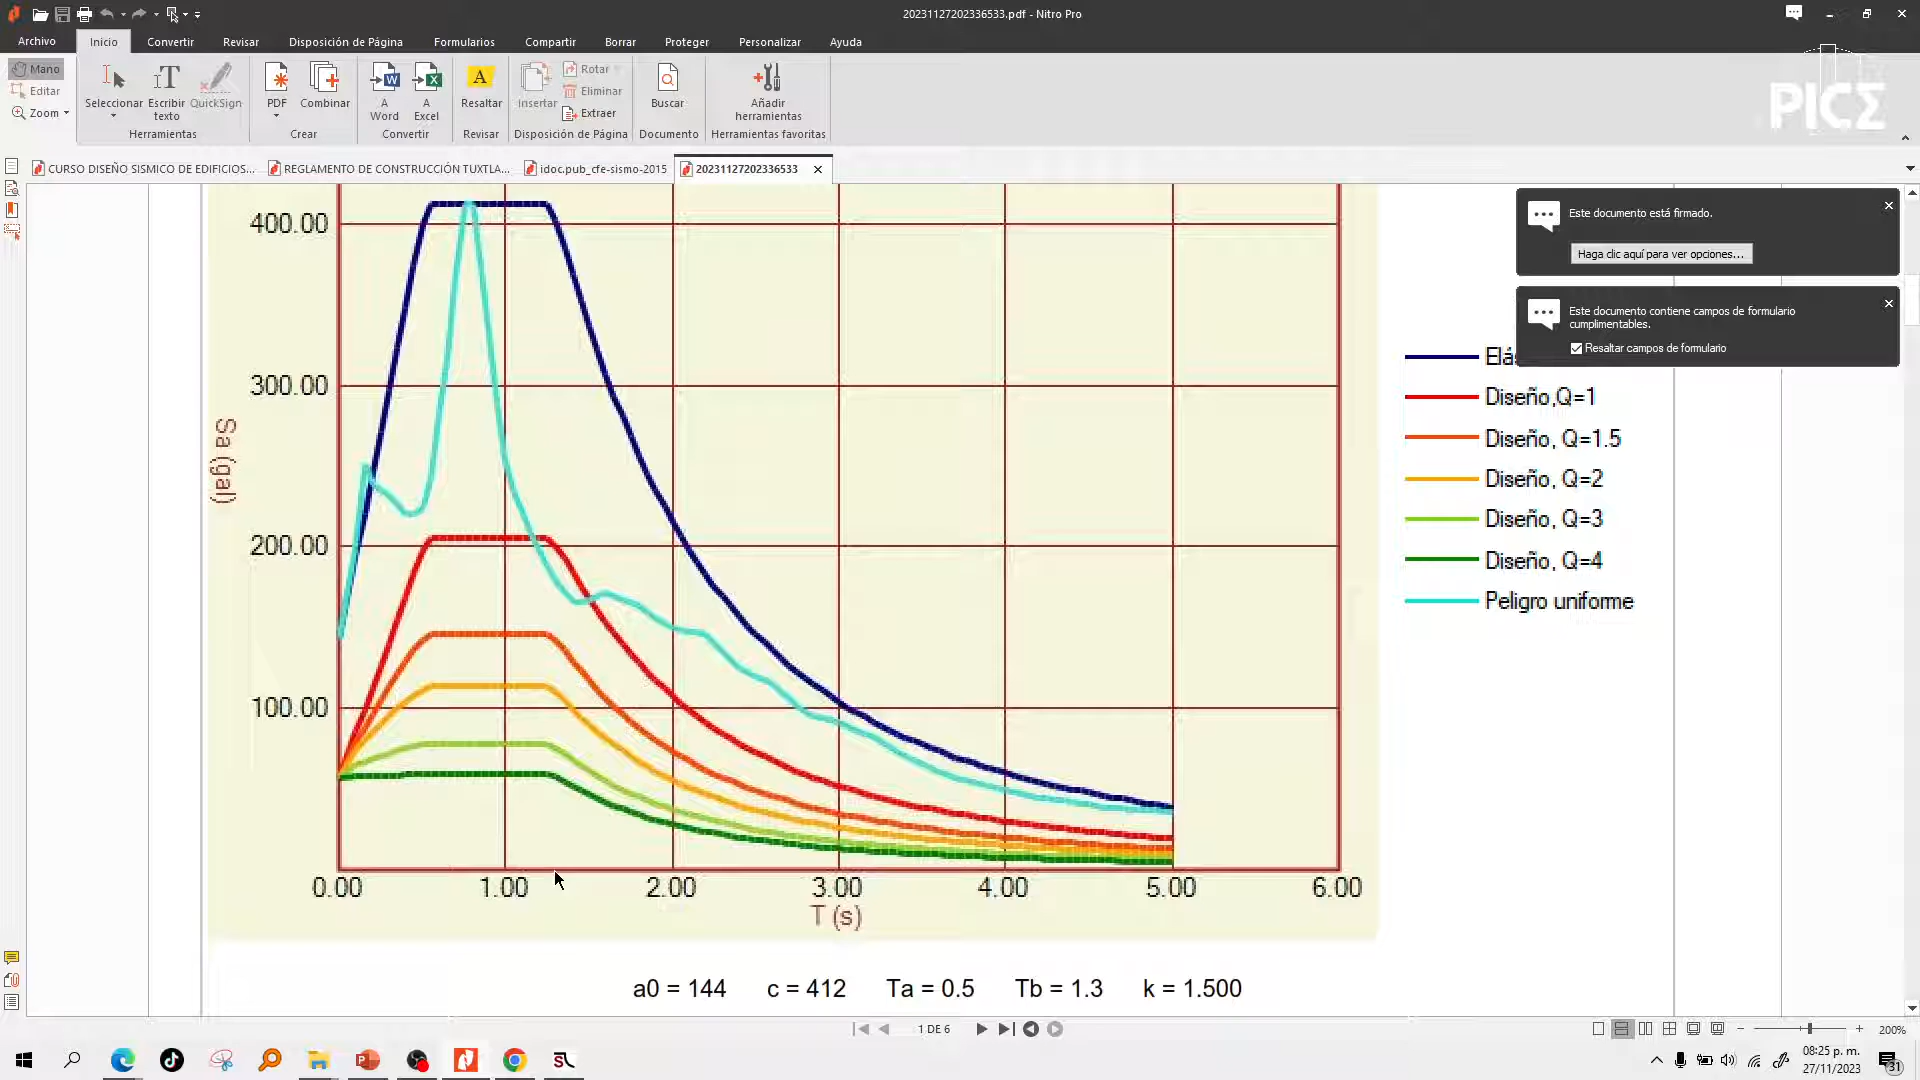 20231127202336533.pdf - Nitro Pro
Archivo
Inicio
Convertir
Revisar
Disposición de Página
Formularios
Compartir
Borrar
Proteger
Personalizar
Ayuda
Mano
Editar
Zoom
Seleccionar
Escribir texto
QuickSign
Herramientas
PDF
Combinar
Crear
A Word
A Excel
Convertir
Resaltar
Revisar
Insertar
Rotar
Eliminar
Extraer
Disposición de Página
Buscar
Documento
Añadir herramientas
Herramientas favoritas
PICE
CURSO DISEÑO SISMICO DE EDIFICIOS...
REGLAMENTO DE CONSTRUCCIÓN TUXTLA...
idoc.pub_cfe-sismo-2015
20231127202336533
Este documento está firmado.
Haga clic aquí para ver opciones...
Este documento contiene campos de formulario
cumplimentables.
Resaltar campos de formulario
400.00
300.00
200.00
100.00
Sa (gal)
0.00 1.00 2.00 3.00 4.00 5.00 6.00
T (s)
Elás
Diseño,Q=1
Diseño, Q=1.5
Diseño, Q=2
Diseño, Q=3
Diseño, Q=4
Peligro uniforme
a0 = 144 c = 412 Ta = 0.5 Tb = 1.3 k = 1.500
1 DE 6
200%
08:25 p. m.
27/11/2023
31